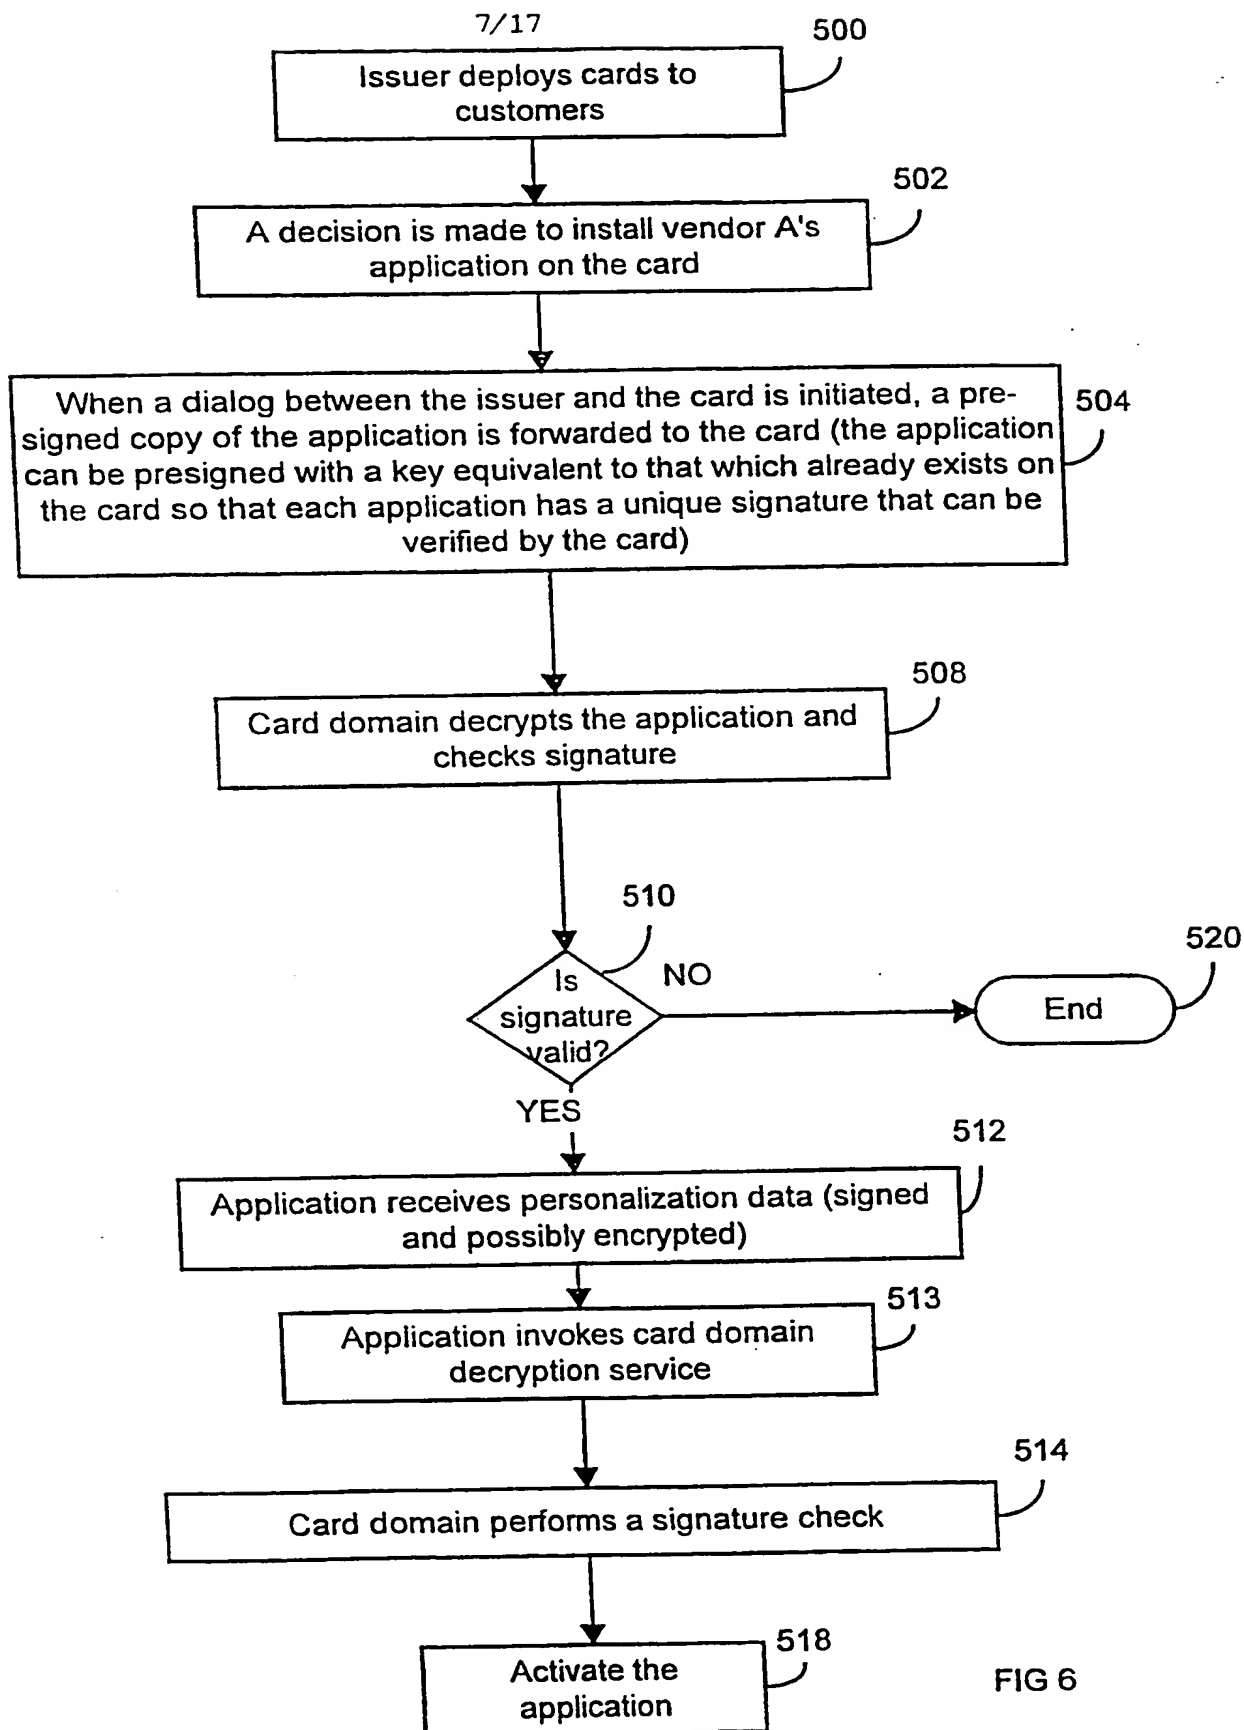 7/17
500
Issuer deploys cards to
customers
502
A decision is made to install vendor A's
application on the card
504
When a dialog between the issuer and the card is initiated, a pre-
signed copy of the application is forwarded to the card (the application
can be presigned with a key equivalent to that which already exists on
the card so that each application has a unique signature that can be
verified by the card)
508
Card domain decrypts the application and
checks signature
510
Is
signature
valid?
NO
520
End
YES
512
Application receives personalization data (signed
and possibly encrypted)
513
Application invokes card domain
decryption service
514
Card domain performs a signature check
518
Activate the
application
FIG 6